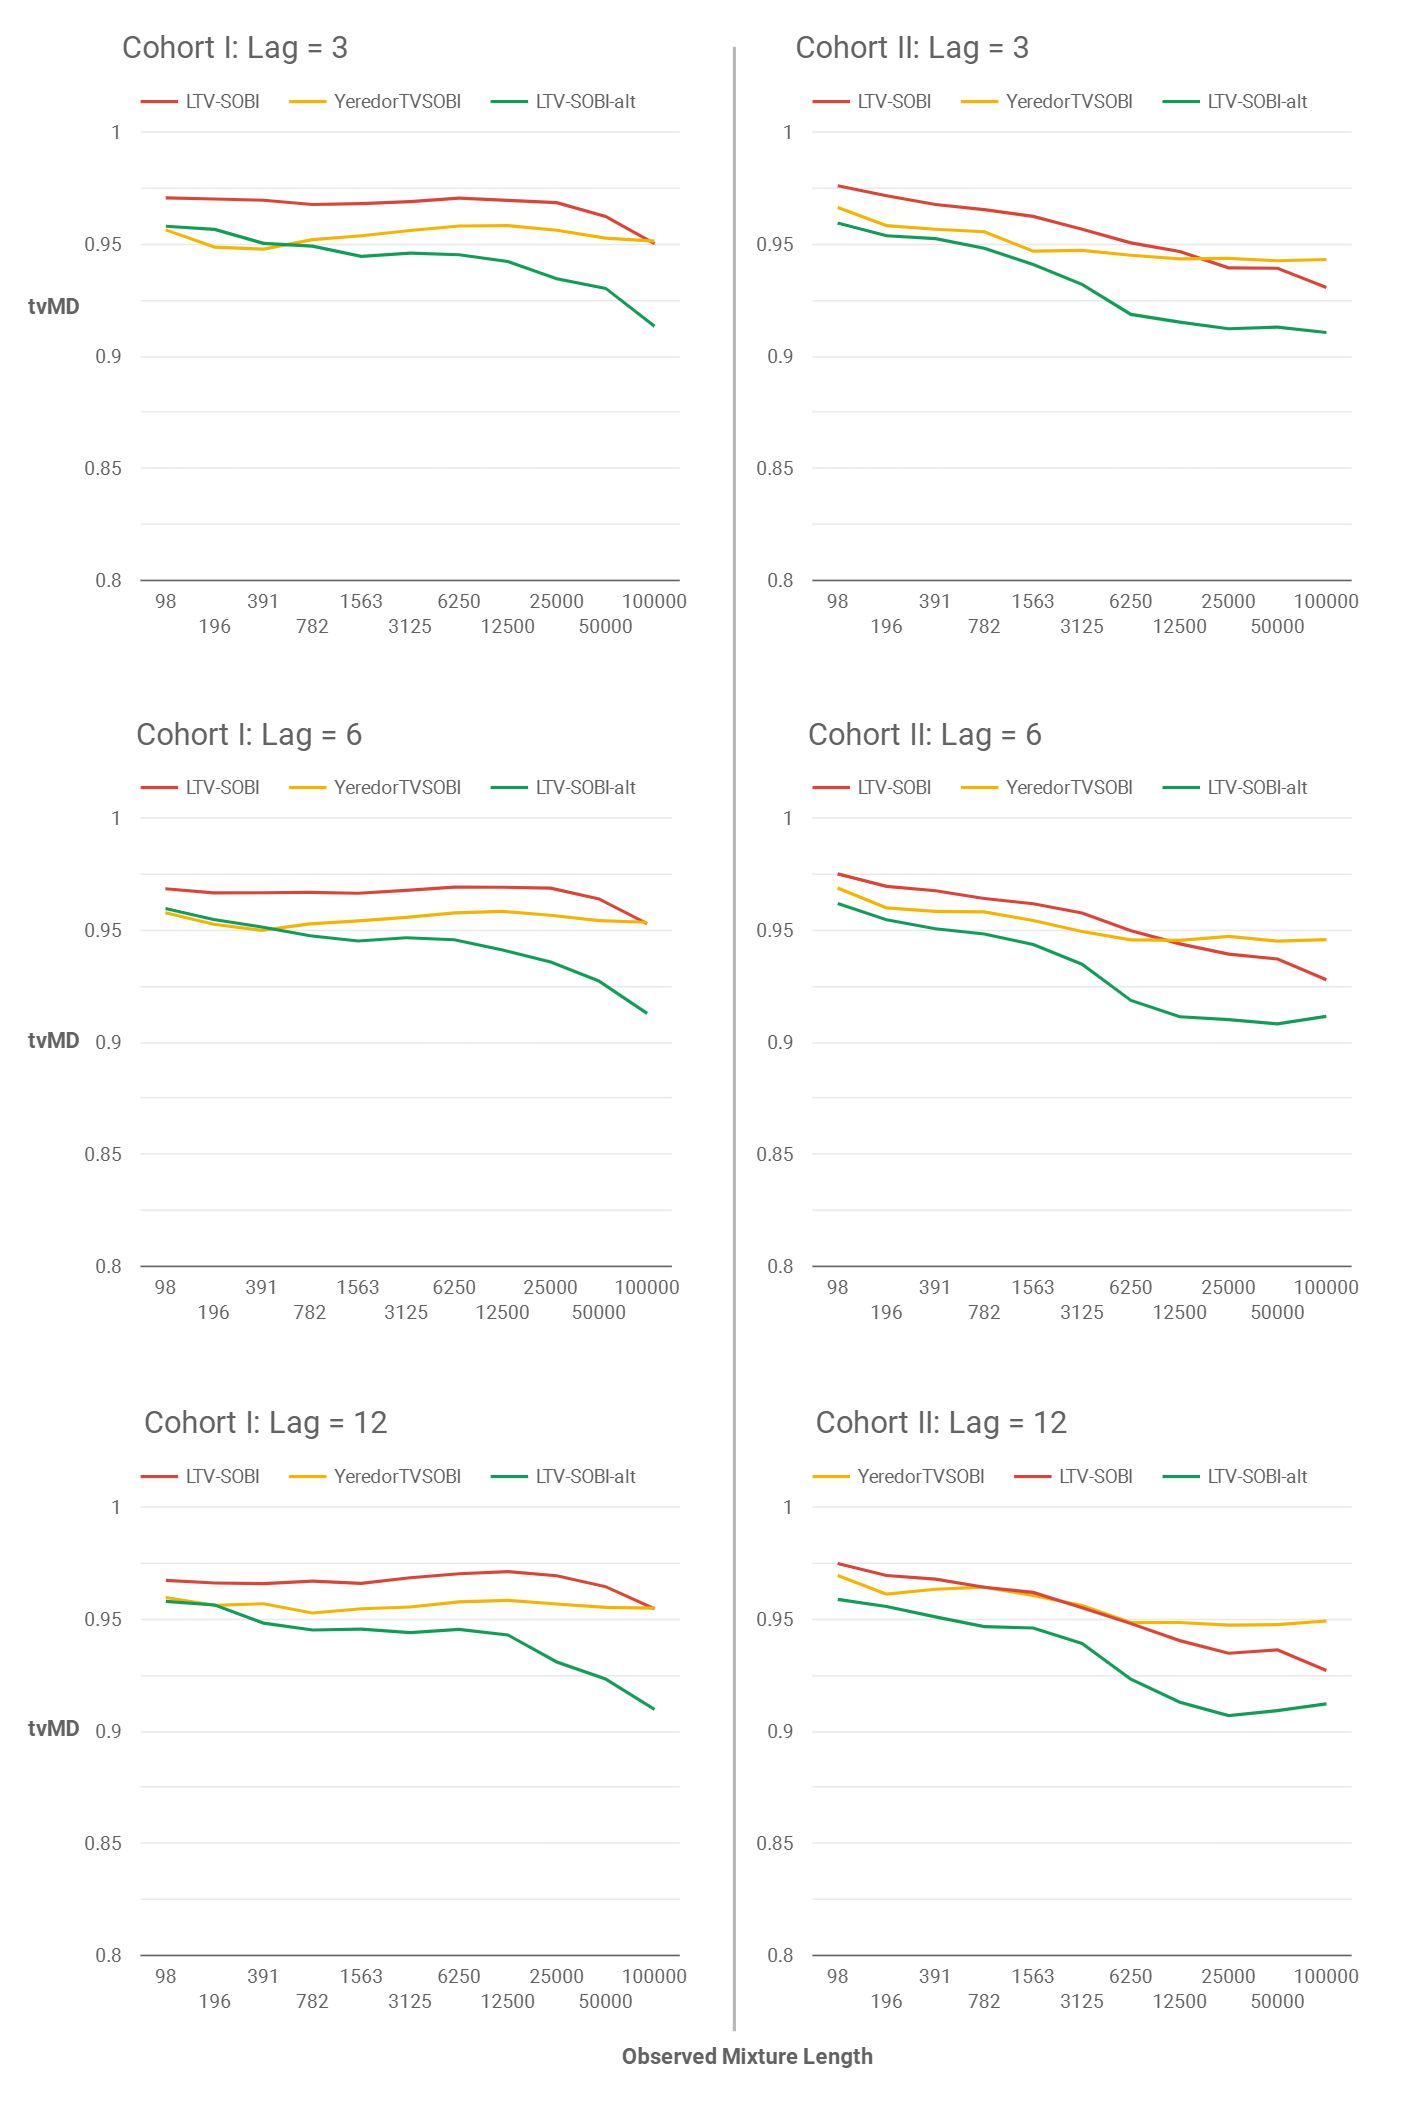 Cohort I: Lag = 3
LTV-SOBI YeredorTVSOBI LTV-SOBI-alt
1
0.95
tvMD
0.9
0.85
0.8
98 391 1563 6250 25000 100000
196 782 3125 12500 50000
Cohort II: Lag = 3
LTV-SOBI YeredorTVSOBI LTV-SOBI-alt
1
0.95
0.9
0.85
0.8
98 391 1563 6250 25000 100000
196 782 3125 12500 50000
Cohort I: Lag = 6
LTV-SOBI YeredorTVSOBI LTV-SOBI-alt
1
0.95
tvMD 0.9
0.85
0.8
98 391 1563 6250 25000 100000
196 782 3125 12500 50000
Cohort II: Lag = 6
LTV-SOBI YeredorTVSOBI LTV-SOBI-alt
1
0.95
0.9
0.85
0.8
98 391 1563 6250 25000 100000
196 782 3125 12500 50000
Cohort I: Lag = 12
LTV-SOBI YeredorTVSOBI LTV-SOBI-alt
1
0.95
tvMD 0.9
0.85
0.8
98 391 1563 6250 25000 100000
196 782 3125 12500 50000
Cohort II: Lag = 12
YeredorTVSOBI LTV-SOBI LTV-SOBI-alt
1
0.95
0.9
0.85
0.8
98 391 1563 6250 25000 100000
196 782 3125 12500 50000
Observed Mixture Length